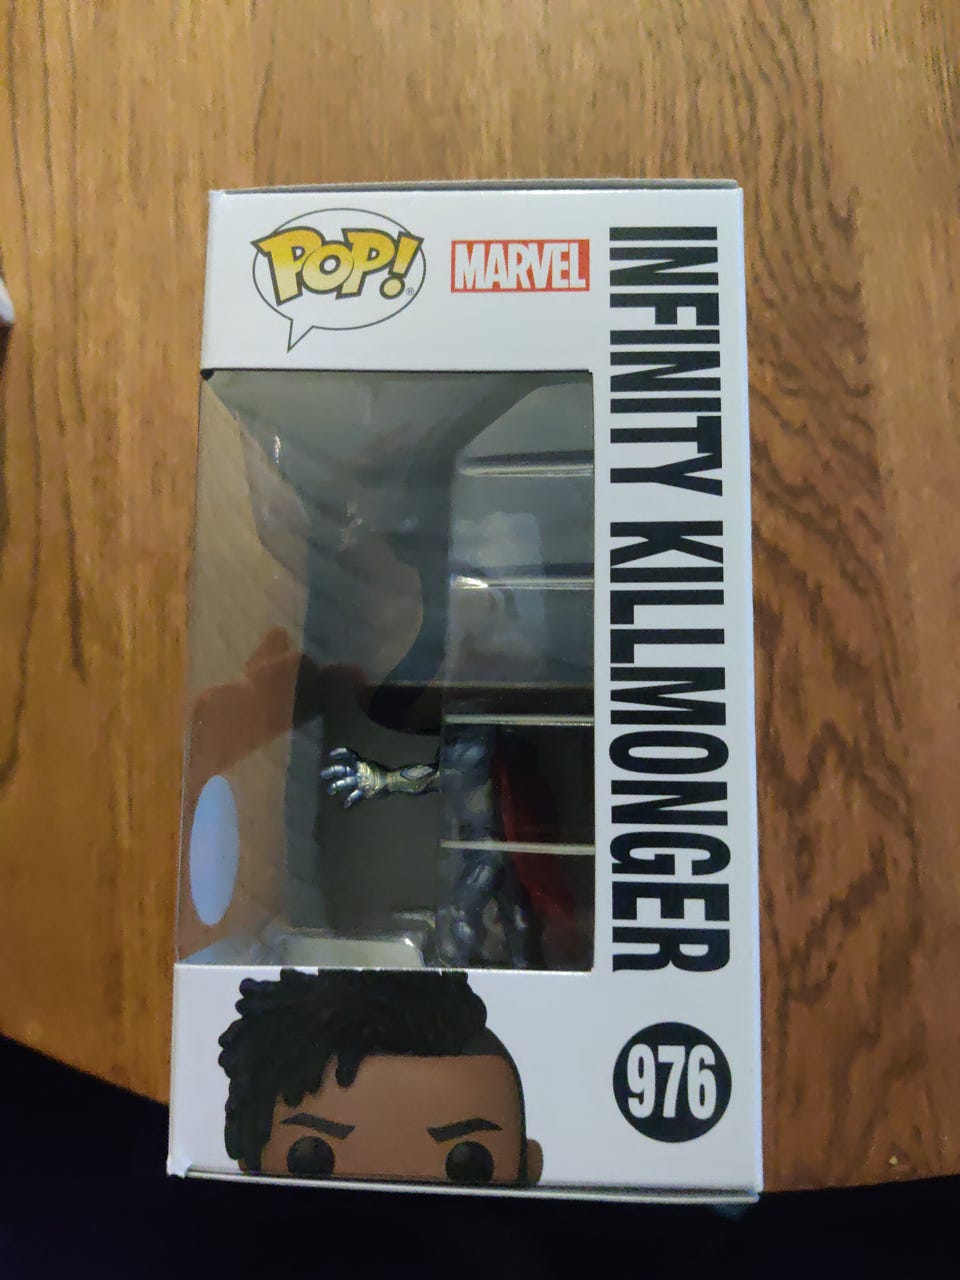 POP!®
MARVEL
INFINITY KILLMONGER
976